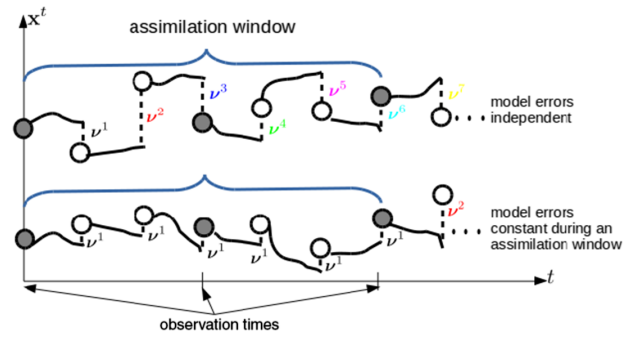 x^t
assimilation window
ν^1 ν^2 ν^3 ν^4 ν^5 ν^6 ν^7
model errors
independent
ν^1 ν^1 ν^1 ν^1 ν^1 ν^1 ν^2
model errors
constant during an
assimilation window
t
observation times